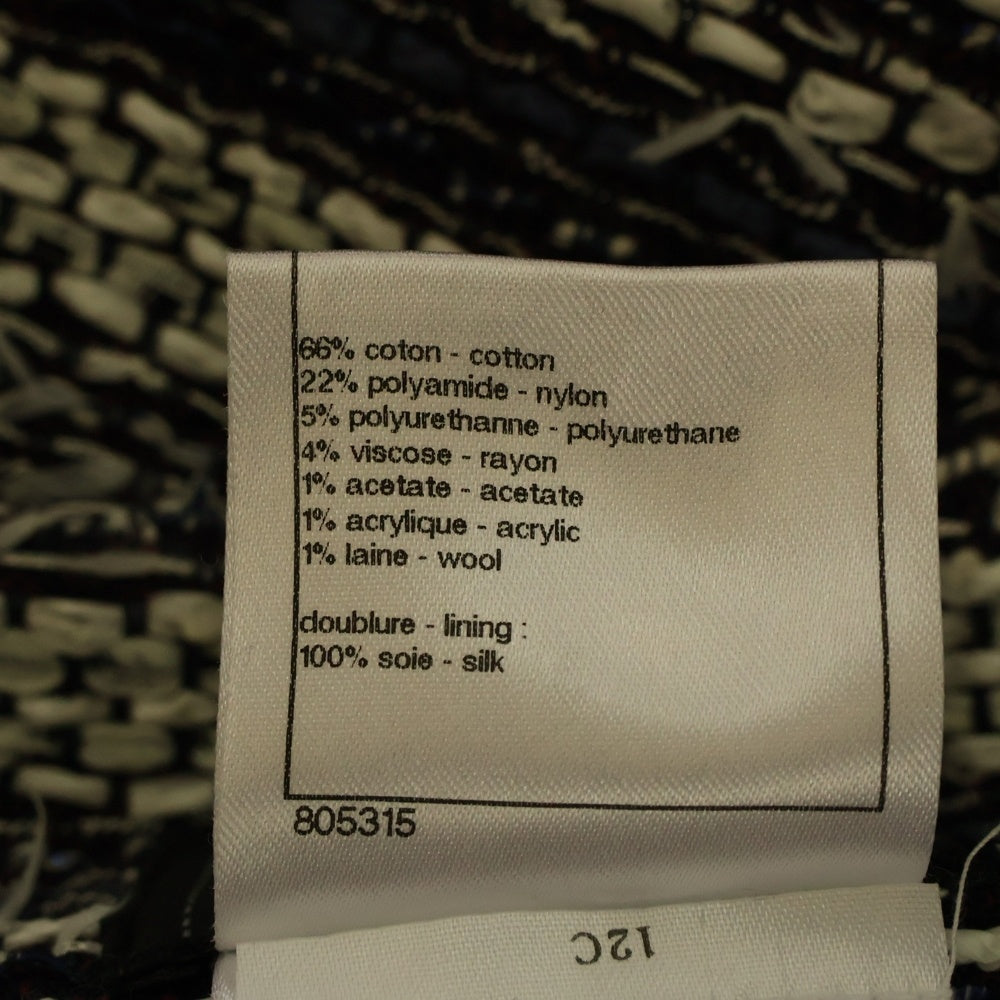 66% coton - cotton
22% polyamide - nylon
5% polyurethanne - polyurethane
4% viscose - rayon
1% acetate - acetate
1% acrylique - acrylic
1% laine - wool
doublure - lining :
100% soie - silk
805315
12C